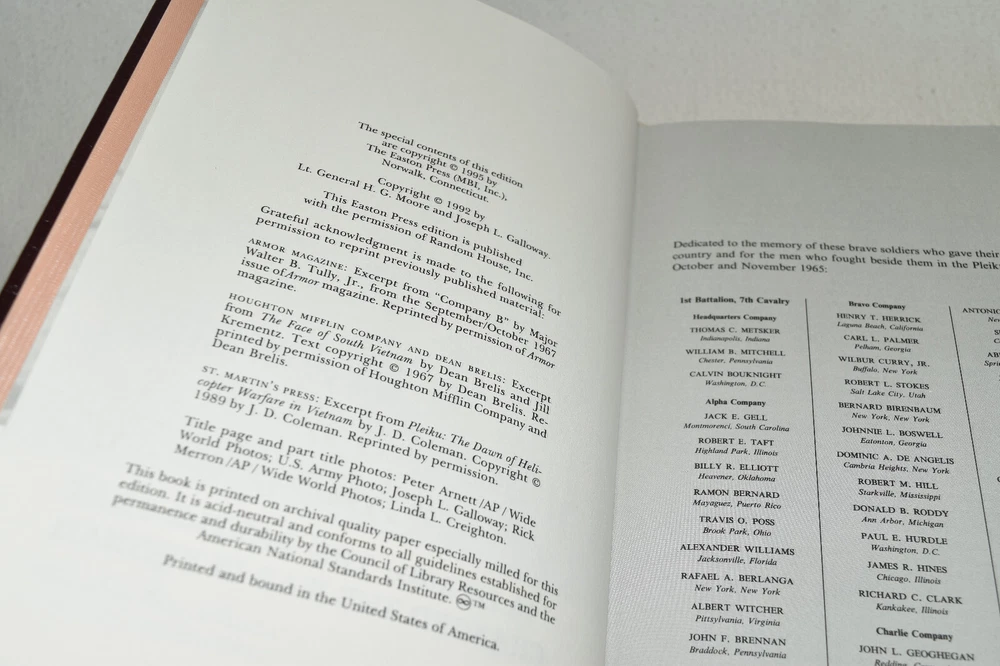 The special contents of this edition
are copyright © 1995 by
The Easton Press (MBI, Inc.),
Norwalk, Connecticut.
Copyright © 1992 by
Lt. General H. G. Moore and Joseph L. Galloway.
This Easton Press edition is published
with the permission of Random House, Inc.
Grateful acknowledgment is made to the following for
permission to reprint previously published material:
ARMOR MAGAZINE: Excerpt from "Company B" by Major
Walter B. Tully, Jr., from the September/October 1967
issue of Armor magazine. Reprinted by permission of Armor
magazine.
HOUGHTON MIFFLIN COMPANY AND DEAN BRELIS: Excerpt
from The Face of South Vietnam by Dean Brelis and Jill
Krementz. Text copyright © 1967 by Dean Brelis. Re-
printed by permission of Houghton Mifflin Company and
Dean Brelis.
ST. MARTIN'S PRESS: Excerpt from Pleiku: The Dawn of Heli-
copter Warfare in Vietnam by J. D. Coleman. Copyright ©
1989 by J. D. Coleman. Reprinted by permission.
Title page and part title photos: Peter Arnett/AP/Wide
World Photos; U.S. Army Photo; Joseph L. Galloway; Rick
Merron/AP/Wide World Photos; Linda L. Creighton.
This book is printed on archival quality paper especially milled for this
edition. It is acid-neutral and conforms to all guidelines established for
permanence and durability by the Council of Library Resources and the
American National Standards Institute. ∞™
Printed and bound in the United States of America.
Dedicated to the memory of these brave soldiers who gave their
country and for the men who fought beside them in the Pleik
October and November 1965:
1st Battalion, 7th Cavalry
Headquarters Company
THOMAS C. METSKER
Indianapolis, Indiana
WILLIAM B. MITCHELL
Chester, Pennsylvania
CALVIN BOUKNIGHT
Washington, D.C.
Alpha Company
JACK E. GELL
Montmorenci, South Carolina
ROBERT E. TAFT
Highland Park, Illinois
BILLY R. ELLIOTT
Heavener, Oklahoma
RAMON BERNARD
Mayaguez, Puerto Rico
TRAVIS O. POSS
Brook Park, Ohio
ALEXANDER WILLIAMS
Jacksonville, Florida
RAFAEL A. BERLANGA
New York, New York
ALBERT WITCHER
Pittsylvania, Virginia
JOHN F. BRENNAN
Braddock, Pennsylvania
Bravo Company
HENRY T. HERRICK
Laguna Beach, California
CARL L. PALMER
Pelham, Georgia
WILBUR CURRY, JR.
Buffalo, New York
ROBERT L. STOKES
Salt Lake City, Utah
BERNARD BIRENBAUM
New York, New York
JOHNNIE L. BOSWELL
Eatonton, Georgia
DOMINIC A. DE ANGELIS
Cambria Heights, New York
ROBERT M. HILL
Starkville, Mississippi
DONALD B. RODDY
Ann Arbor, Michigan
PAUL E. HURDLE
Washington, D.C.
JAMES R. HINES
Chicago, Illinois
RICHARD C. CLARK
Kankakee, Illinois
Charlie Company
JOHN L. GEOGHEGAN
ANTONIO